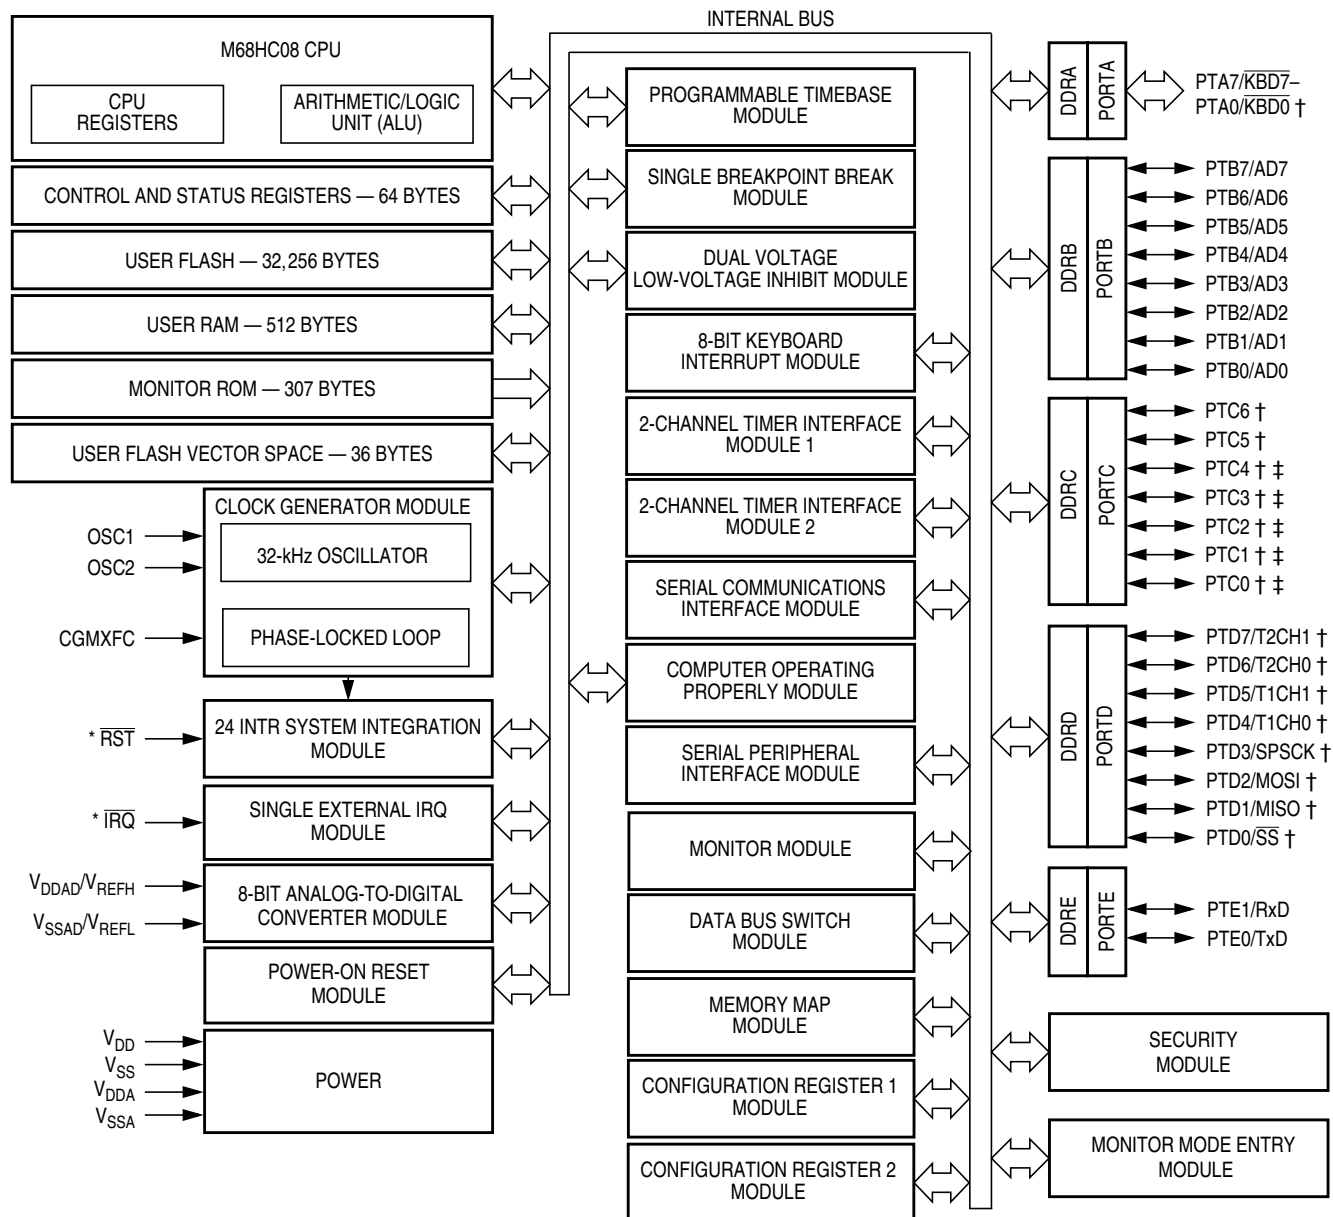 INTERNAL BUS
M68HC08 CPU
CPU
REGISTERS
ARITHMETIC/LOGIC
UNIT (ALU)
CONTROL AND STATUS REGISTERS — 64 BYTES
USER FLASH — 32,256 BYTES
USER RAM — 512 BYTES
MONITOR ROM — 307 BYTES
USER FLASH VECTOR SPACE — 36 BYTES
CLOCK GENERATOR MODULE
OSC1
OSC2
32-kHz OSCILLATOR
CGMXFC
PHASE-LOCKED LOOP
* RST
24 INTR SYSTEM INTEGRATION
MODULE
* IRQ
SINGLE EXTERNAL IRQ
MODULE
VDDAD/VREFH
VSSAD/VREFL
8-BIT ANALOG-TO-DIGITAL
CONVERTER MODULE
POWER-ON RESET
MODULE
VDD
VSS
VDDA
VSSA
POWER
PROGRAMMABLE TIMEBASE
MODULE
SINGLE BREAKPOINT BREAK
MODULE
DUAL VOLTAGE
LOW-VOLTAGE INHIBIT MODULE
8-BIT KEYBOARD
INTERRUPT MODULE
2-CHANNEL TIMER INTERFACE
MODULE 1
2-CHANNEL TIMER INTERFACE
MODULE 2
SERIAL COMMUNICATIONS
INTERFACE MODULE
COMPUTER OPERATING
PROPERLY MODULE
SERIAL PERIPHERAL
INTERFACE MODULE
MONITOR MODULE
DATA BUS SWITCH
MODULE
MEMORY MAP
MODULE
CONFIGURATION REGISTER 1
MODULE
CONFIGURATION REGISTER 2
MODULE
DDRA
PORTA
PTA7/KBD7–
PTA0/KBD0 †
DDRB
PORTB
PTB7/AD7
PTB6/AD6
PTB5/AD5
PTB4/AD4
PTB3/AD3
PTB2/AD2
PTB1/AD1
PTB0/AD0
DDRC
PORTC
PTC6 †
PTC5 †
PTC4 † ‡
PTC3 † ‡
PTC2 † ‡
PTC1 † ‡
PTC0 † ‡
DDRD
PORTD
PTD7/T2CH1 †
PTD6/T2CH0 †
PTD5/T1CH1 †
PTD4/T1CH0 †
PTD3/SPSCK †
PTD2/MOSI †
PTD1/MISO †
PTD0/SS †
DDRE
PORTE
PTE1/RxD
PTE0/TxD
SECURITY
MODULE
MONITOR MODE ENTRY
MODULE